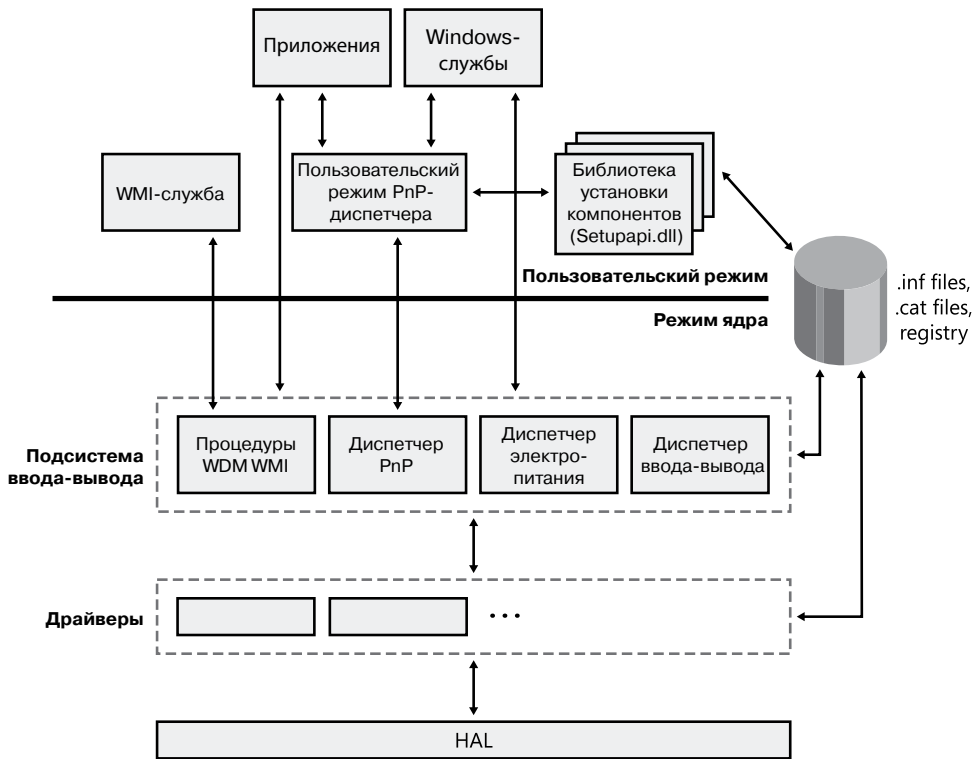 Приложения
Windows-
службы
WMI-служба
Пользовательский
режим PnP-
диспетчера
Библиотека
установки
компонентов
(Setupapi.dll)
Пользовательский режим
Режим ядра
.inf files,
.cat files,
registry
Подсистема
ввода-вывода
Процедуры
WDM WMI
Диспетчер
PnP
Диспетчер
электро-
питания
Диспетчер
ввода-вывода
Драйверы
...
HAL